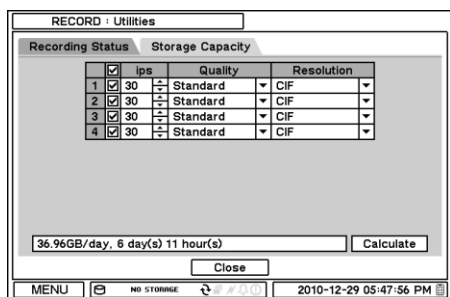 RECORD : Utilities
Recording Status Storage Capacity
ips Quality Resolution
1 30 Standard CIF
2 30 Standard CIF
3 30 Standard CIF
4 30 Standard CIF
36.96GB/day, 6 day(s) 11 hour(s) Calculate
Close
MENU NO STORAGE 2010-12-29 05:47:56 PM